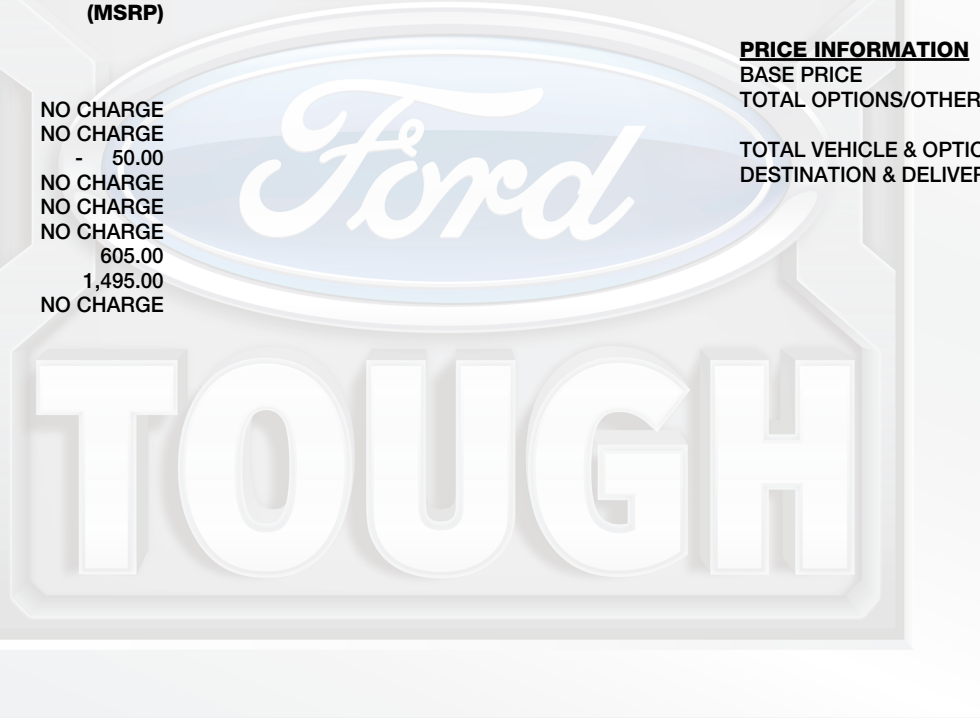 (MSRP)
NO CHARGE
NO CHARGE
- 50.00
NO CHARGE
NO CHARGE
NO CHARGE
605.00
1,495.00
NO CHARGE
PRICE INFORMATION
BASE PRICE
TOTAL OPTIONS/OTHER
TOTAL VEHICLE & OPTIO
DESTINATION & DELIVER
Ford
TOUGH